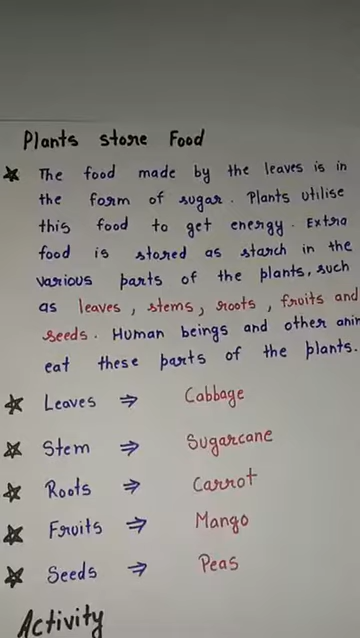 Plants store Food
☆ The food made by the leaves is in
the form of sugar. Plants utilise
this food to get energy. Extra
food is stored as starch in the
various parts of the plants, such
as leaves, stems, roots, fruits and
seeds. Human beings and other anim
eat these parts of the plants.
☆ Leaves ⇒ Cabbage
☆ Stem ⇒ Sugarcane
☆ Roots ⇒ Carrot
☆ Fruits ⇒ Mango
☆ Seeds ⇒ Peas
Activity